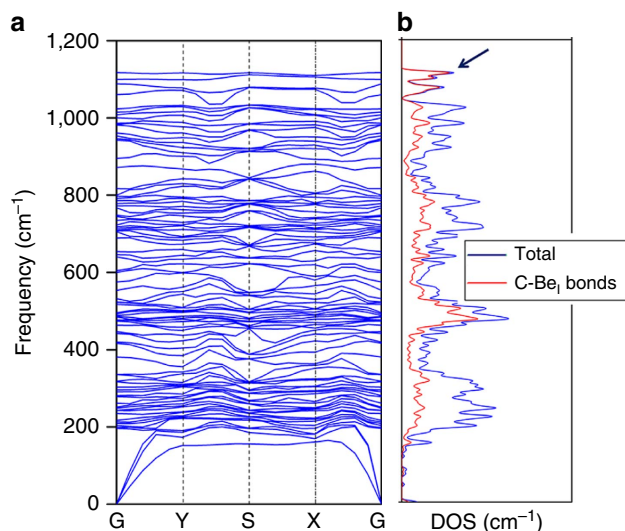 a
b
1,200
1,000
800
600
400
200
0
Frequency (cm⁻¹)
G Y S X G
Total
C-Beᵢ bonds
DOS (cm⁻¹)